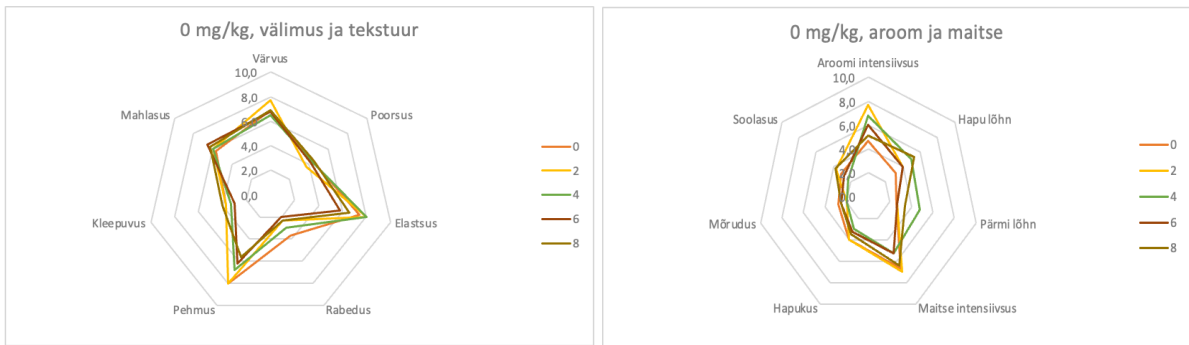 0 mg/kg, välimus ja tekstuur
Värvus
10,0
8,0
6,0
4,0
2,0
0,0
Mahlasus
Poorsus
Kleepuvus
Elastsus
Pehmus
Rabedus
0
2
4
6
8
0 mg/kg, aroom ja maitse
Aroomi intensiivsus
10,0
8,0
6,0
4,0
2,0
0,0
Soolasus
Hapu lõhn
Mõrudus
Pärmi lõhn
Hapukus
Maitse intensiivsus
0
2
4
6
8